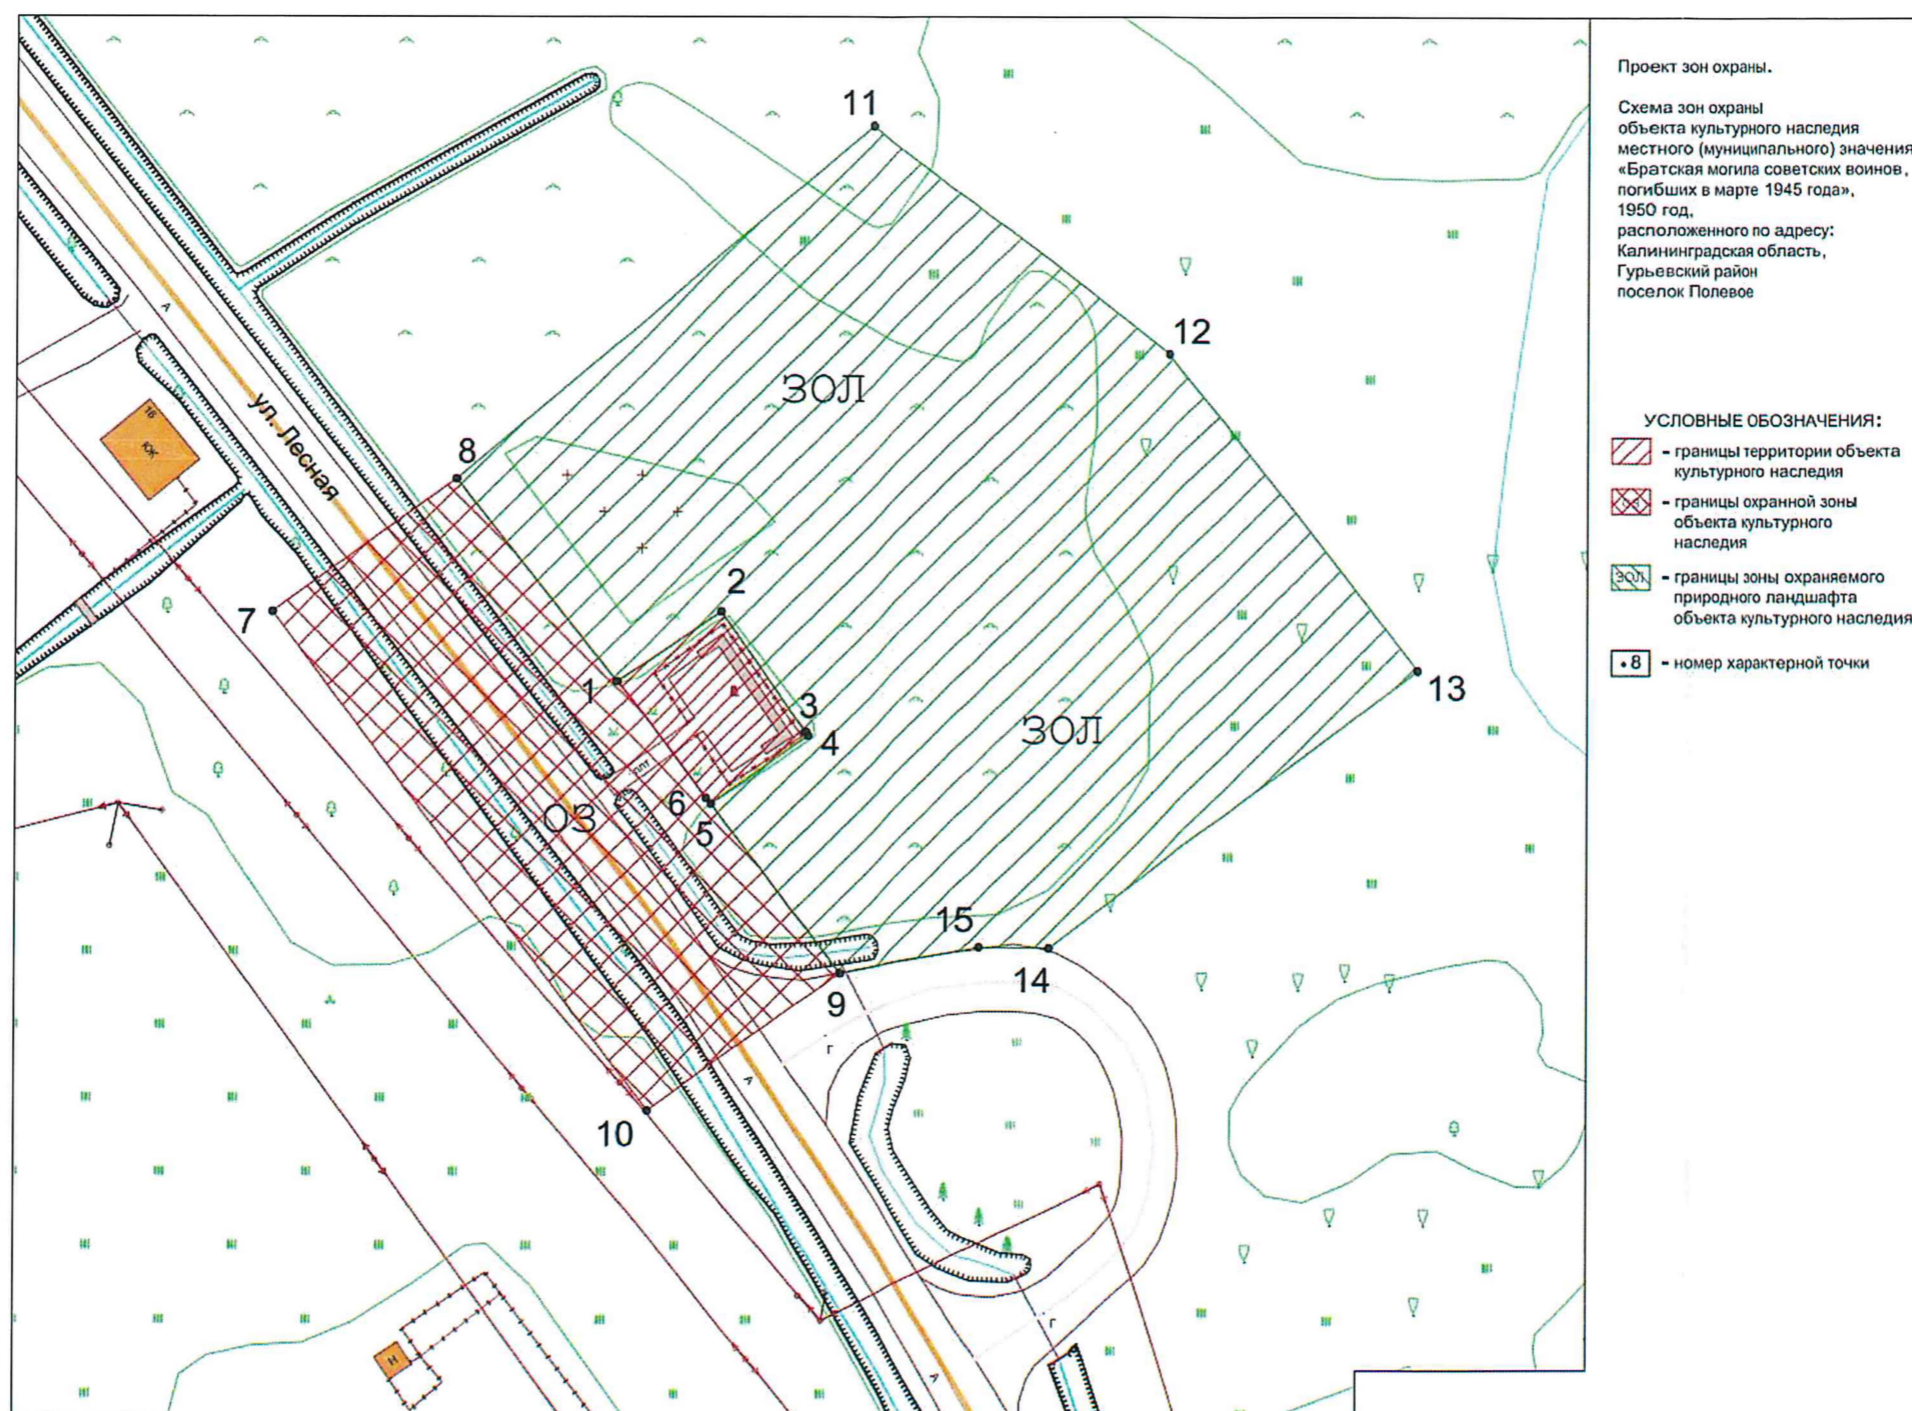 Проект зон охраны.
Схема зон охраны
объекта культурного наследия
местного (муниципального) значения
«Братская могила советских воинов,
погибших в марте 1945 года»,
1950 год,
расположенного по адресу:
Калининградская область,
Гурьевский район
поселок Полевое
УСЛОВНЫЕ ОБОЗНАЧЕНИЯ:
- границы территории объекта
культурного наследия
ОЗ
- границы охранной зоны
объекта культурного
наследия
ЗОЛ
- границы зоны охраняемого
природного ландшафта
объекта культурного наследия
• 8
- номер характерной точки
11
12
ЗОЛ
А
ул. Лесная
16
КЖ
8
7
2
1
3
4
13
ЗОЛ
плт
6
5
ОЗ
15
14
9
Г
А
10
Г
А
Н